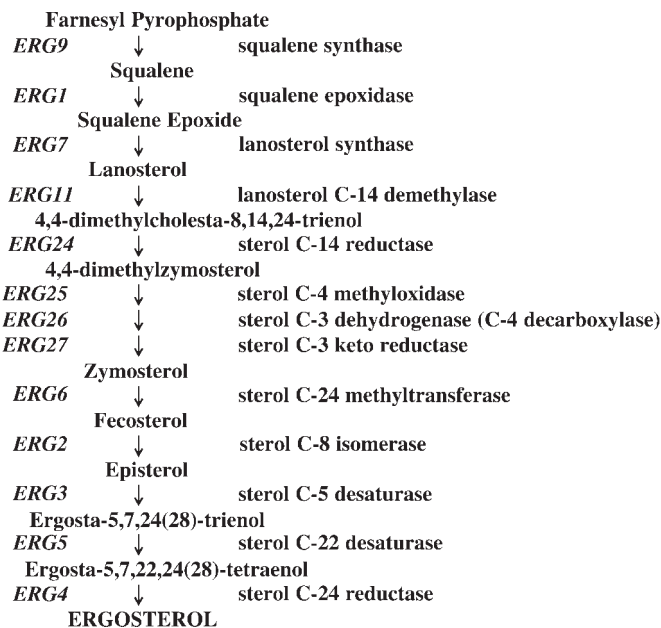 Farnesyl Pyrophosphate
ERG9 ↓ squalene synthase
Squalene
ERG1 ↓ squalene epoxidase
Squalene Epoxide
ERG7 ↓ lanosterol synthase
Lanosterol
ERG11 ↓ lanosterol C-14 demethylase
4,4-dimethylcholesta-8,14,24-trienol
ERG24 ↓ sterol C-14 reductase
4,4-dimethylzymosterol
ERG25 ↓ sterol C-4 methyloxidase
ERG26 ↓ sterol C-3 dehydrogenase (C-4 decarboxylase)
ERG27 ↓ sterol C-3 keto reductase
Zymosterol
ERG6 ↓ sterol C-24 methyltransferase
Fecosterol
ERG2 ↓ sterol C-8 isomerase
Episterol
ERG3 ↓ sterol C-5 desaturase
Ergosta-5,7,24(28)-trienol
ERG5 ↓ sterol C-22 desaturase
Ergosta-5,7,22,24(28)-tetraenol
ERG4 ↓ sterol C-24 reductase
ERGOSTEROL